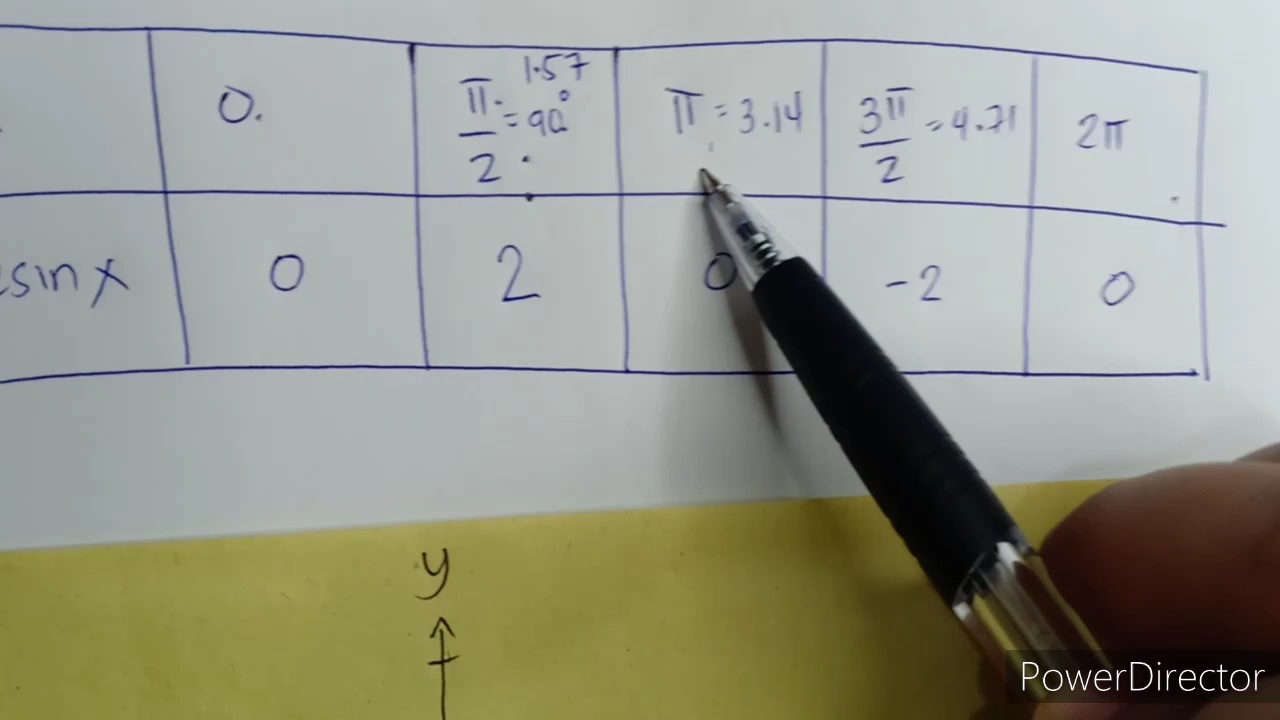 0. π/2 = 90° 1.57 π = 3.14 3π/2 = 4.71 2π
sin x 0 2 0 -2 0
y
PowerDirector